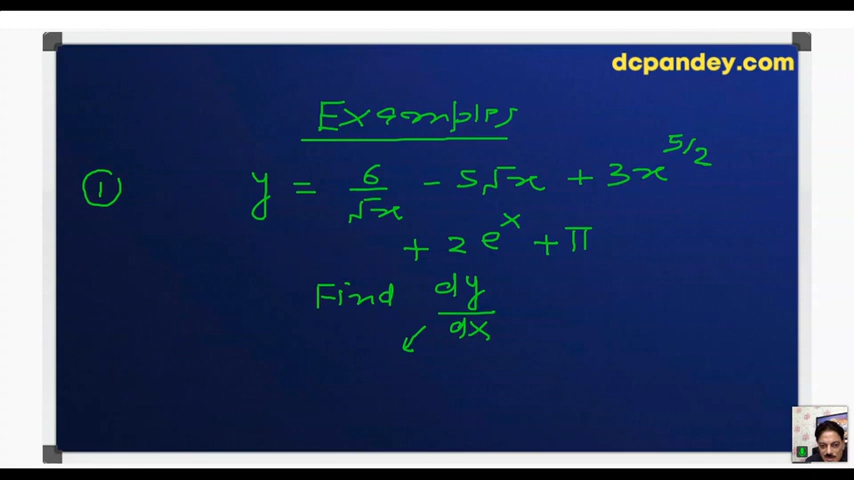 dcpandey.com
Examples
① y = 6/√x - 5√x + 3x^5/2
+ 2e^x + π
Find dy/dx